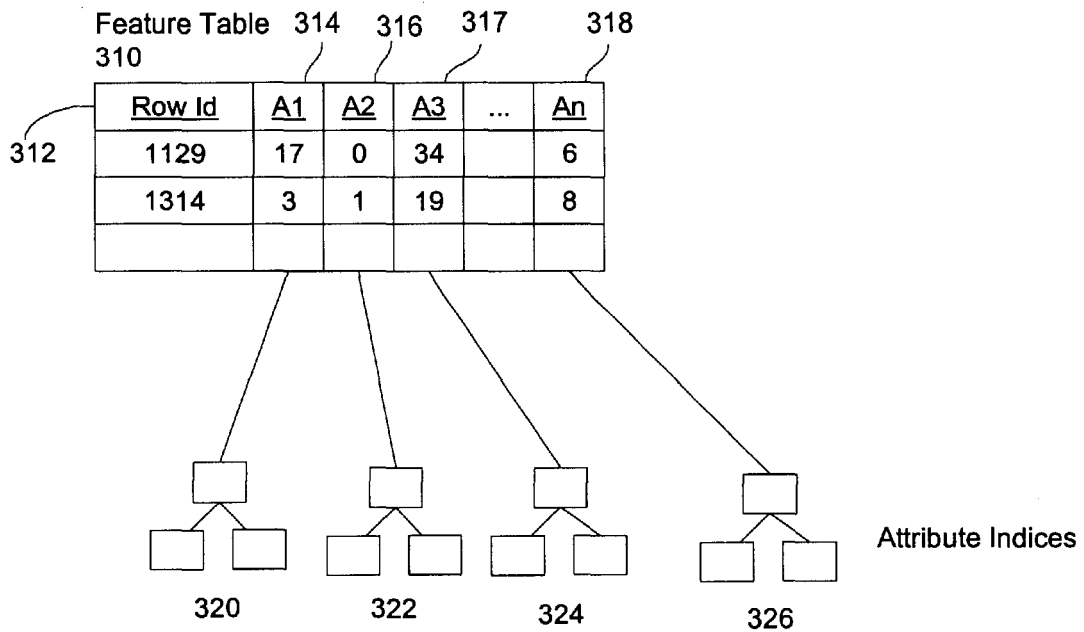 Feature Table
310 314 316 317 318
Row Id A1 A2 A3 ... An
312
1129 17 0 34 6
1314 3 1 19 8
Attribute Indices
320 322 324 326